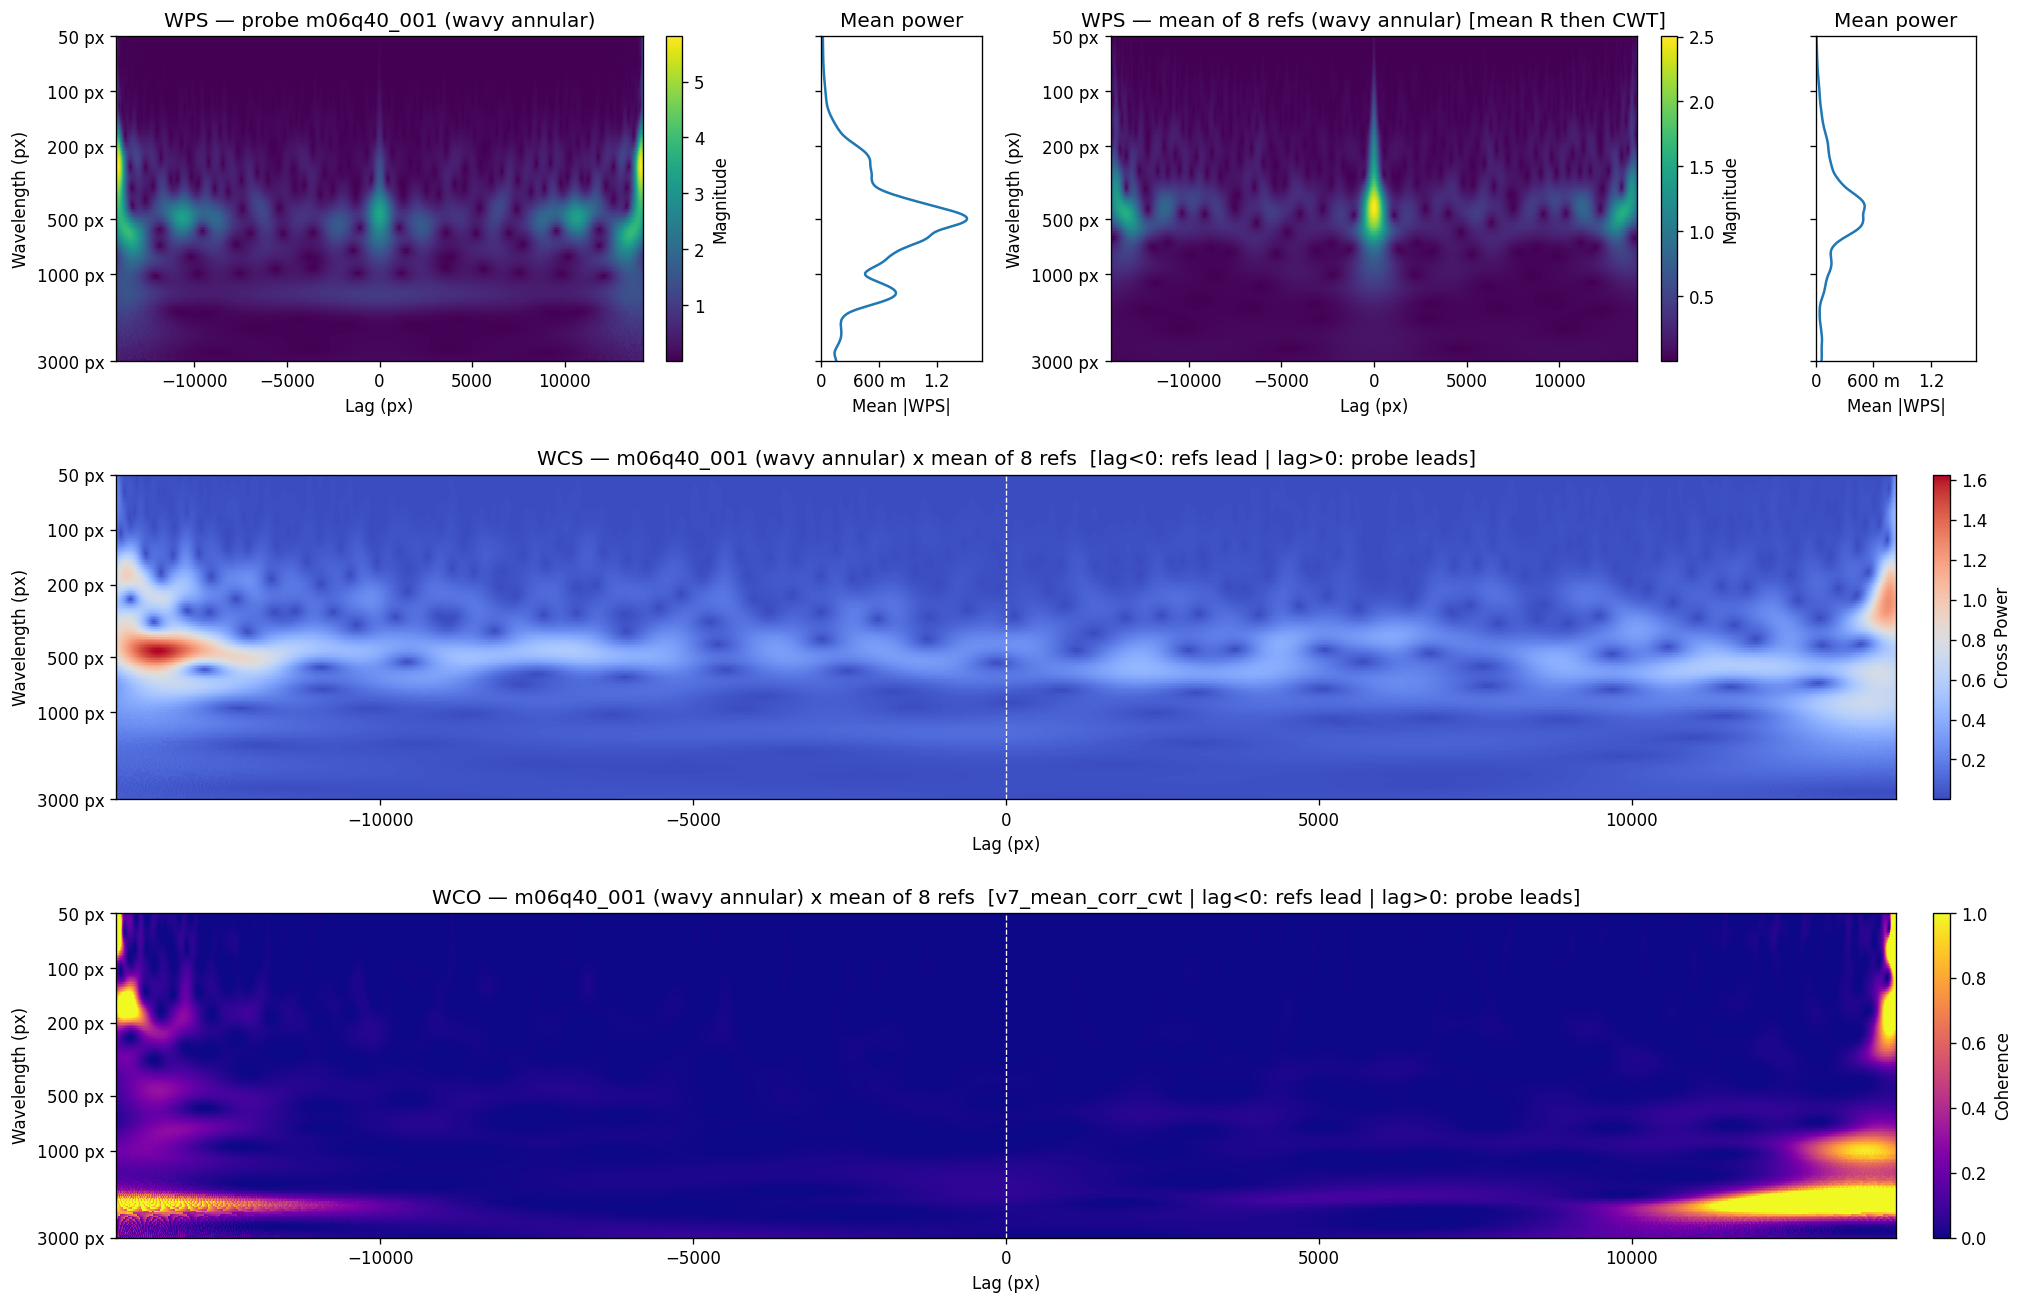 WPS — probe m06q40_001 (wavy annular)
50 px
100 px
200 px
500 px
1000 px
3000 px
Wavelength (px)
−10000 −5000 0 5000 10000
Lag (px)
5
4
3
2
1
Magnitude
Mean power
0 600 m 1.2
Mean |WPS|
WPS — mean of 8 refs (wavy annular) [mean R then CWT]
50 px
100 px
200 px
500 px
1000 px
3000 px
Wavelength (px)
−10000 −5000 0 5000 10000
Lag (px)
2.5
2.0
1.5
1.0
0.5
Magnitude
Mean power
0 600 m 1.2
Mean |WPS|
WCS — m06q40_001 (wavy annular) x mean of 8 refs [lag<0: refs lead | lag>0: probe leads]
50 px
100 px
200 px
500 px
1000 px
3000 px
Wavelength (px)
−10000 −5000 0 5000 10000
Lag (px)
1.6
1.4
1.2
1.0
0.8
0.6
0.4
0.2
Cross Power
WCO — m06q40_001 (wavy annular) x mean of 8 refs [v7_mean_corr_cwt | lag<0: refs lead | lag>0: probe leads]
50 px
100 px
200 px
500 px
1000 px
3000 px
Wavelength (px)
−10000 −5000 0 5000 10000
Lag (px)
1.0
0.8
0.6
0.4
0.2
0.0
Coherence